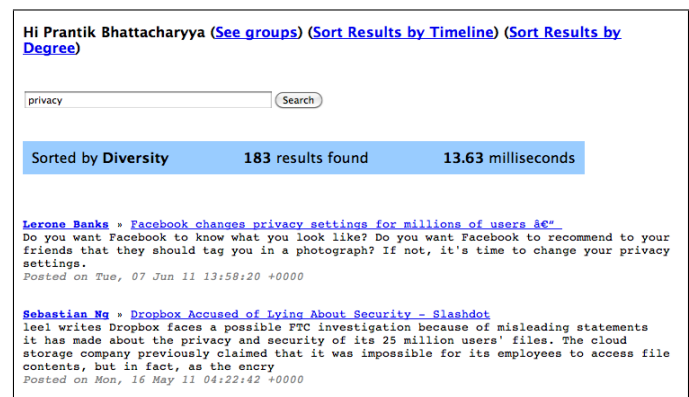 Hi Prantik Bhattacharyya (See groups) (Sort Results by Timeline) (Sort Results by
Degree)
privacy Search
Sorted by Diversity 183 results found 13.63 milliseconds
Lerone Banks » Facebook changes privacy settings for millions of users â€“
Do you want Facebook to know what you look like? Do you want Facebook to recommend to your
friends that they should tag you in a photograph? If not, it's time to change your privacy
settings.
Posted on Tue, 07 Jun 11 13:58:20 +0000
Sebastian Ng » Dropbox Accused of Lying About Security - Slashdot
lee1 writes Dropbox faces a possible FTC investigation because of misleading statements
it has made about the privacy and security of its 25 million users' files. The cloud
storage company previously claimed that it was impossible for its employees to access file
contents, but in fact, as the encry
Posted on Mon, 16 May 11 04:22:42 +0000